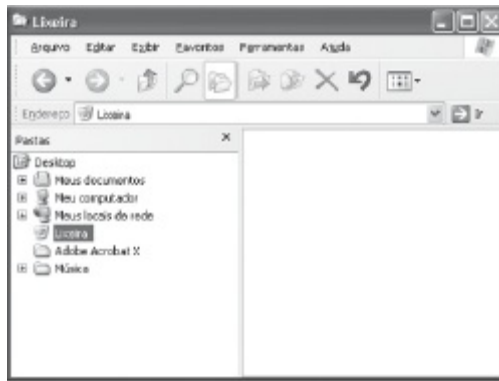 Lixeira
Arquivo Editar Exibir Favoritos Ferramentas Ajuda
Endereço Lixeira Ir
Pastas
Desktop
Meus documentos
Meu computador
Meus locais de rede
Lixeira
Adobe Acrobat X
Música